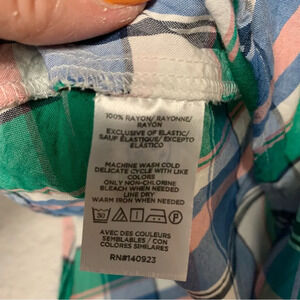 100% RAYON/ RAYONNE/
RAYON
EXCLUSIVE OF ELASTIC/
SAUF ÉLASTIQUE/ EXCEPTO
ELÁSTICO
MACHINE WASH COLD
DELICATE CYCLE WITH LIKE
COLORS
ONLY NON-CHLORINE
BLEACH WHEN NEEDED
LINE DRY
WARM IRON WHEN NEEDED
AVEC DES COULEURS
SEMBLABLES / CON
COLORES SIMILARES
RN#140923